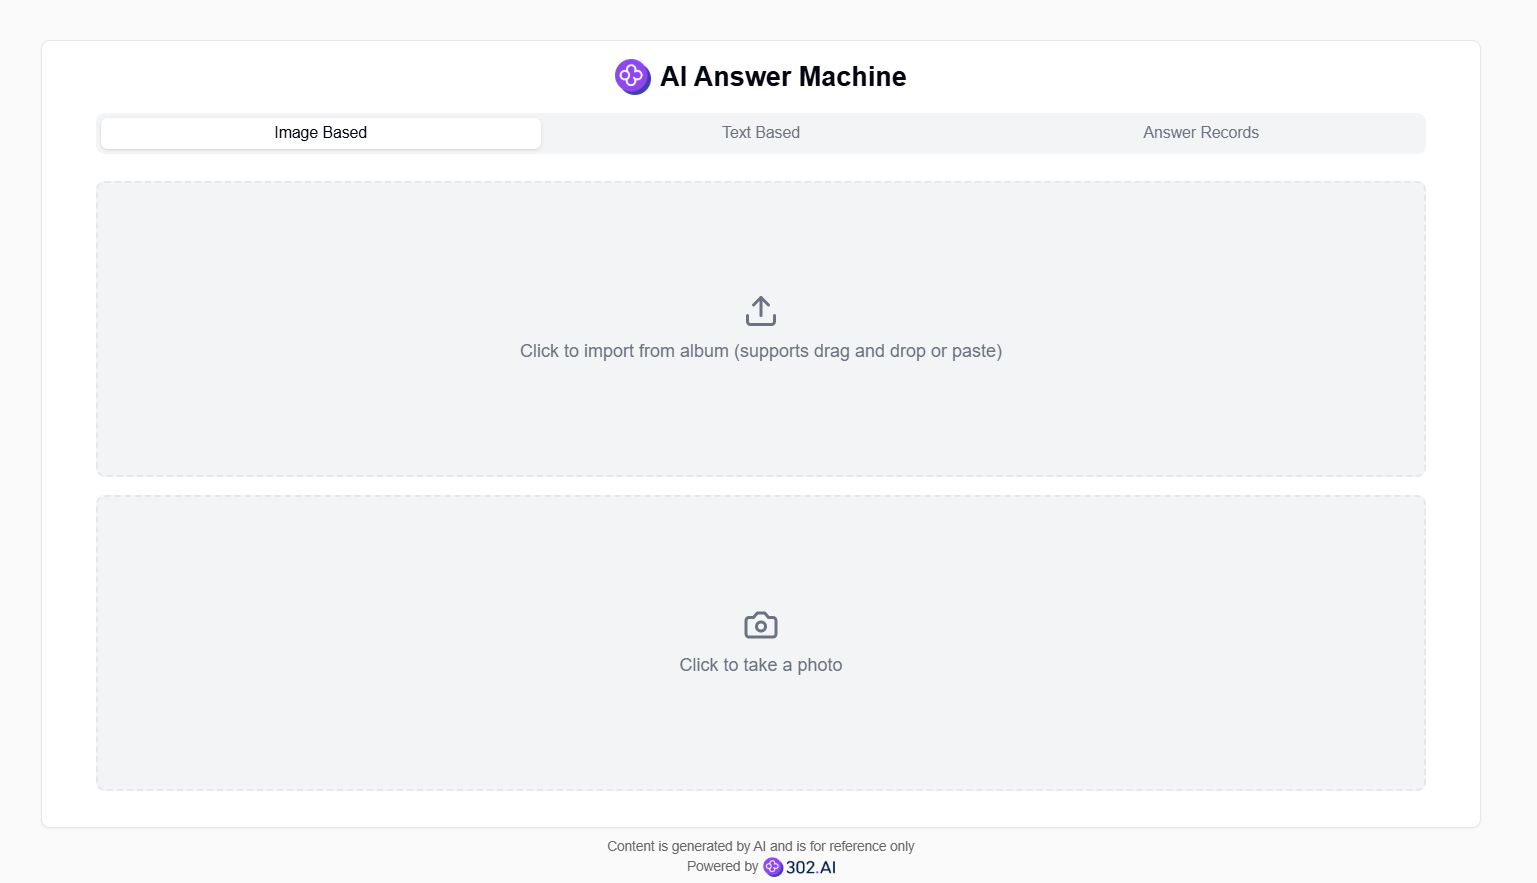 AI Answer Machine
Image Based
Text Based
Answer Records
Click to import from album (supports drag and drop or paste)
Click to take a photo
Content is generated by AI and is for reference only
Powered by 302.AI